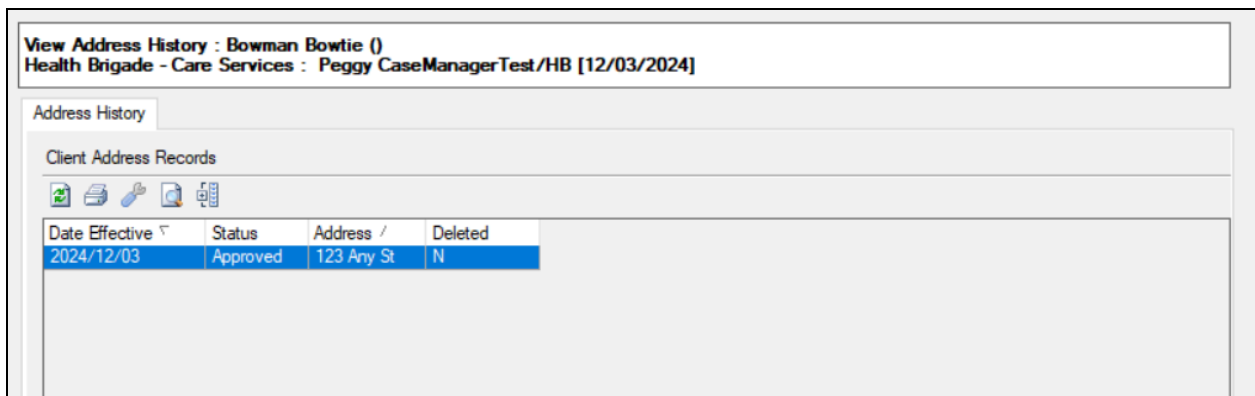 View Address History : Bowman Bowtie ()
Health Brigade - Care Services : Peggy CaseManagerTest/HB [12/03/2024]
Address History
Client Address Records
Date Effective Status Address Deleted
2024/12/03 Approved 123 Any St N